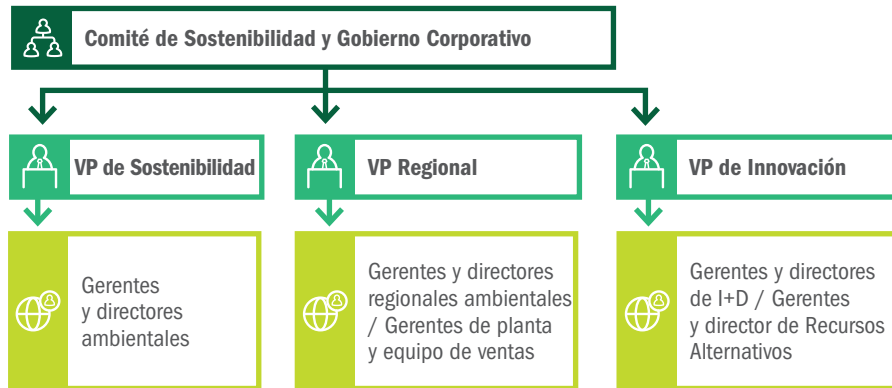 Comité de Sostenibilidad y Gobierno Corporativo
VP de Sostenibilidad
VP Regional
VP de Innovación
Gerentes
y directores
ambientales
Gerentes y directores
regionales ambientales
/ Gerentes de planta
y equipo de ventas
Gerentes y directores
de I+D / Gerentes
y director de Recursos
Alternativos